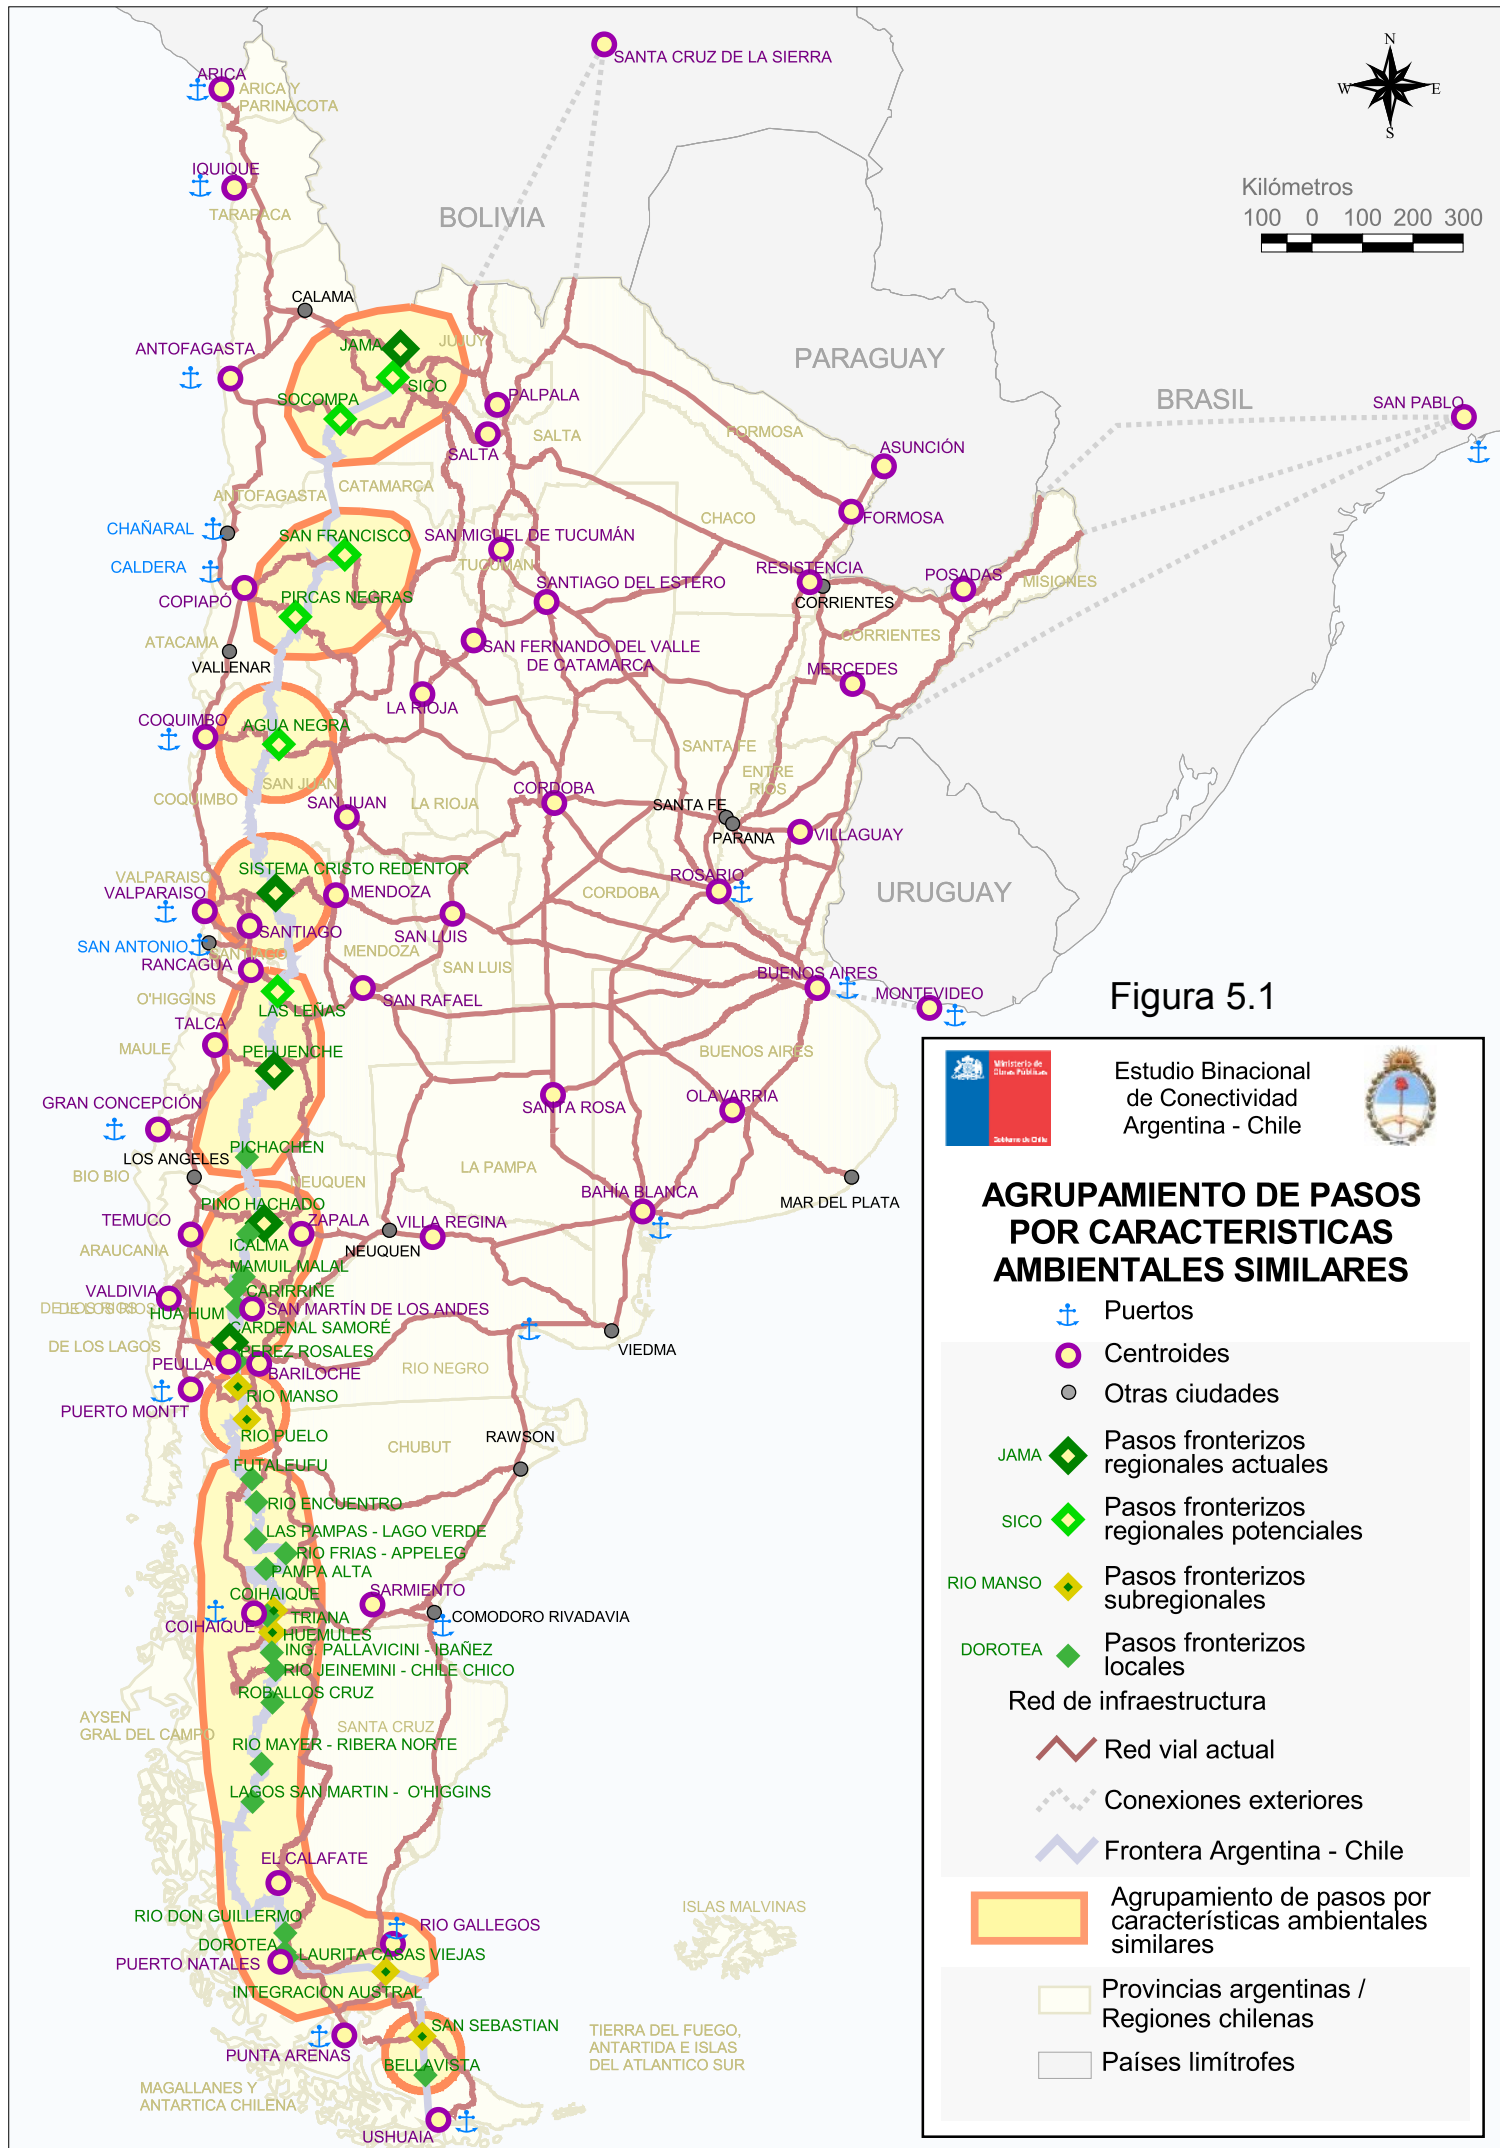 SANTA CRUZ DE LA SIERRA
N
W
E
S
ARICA
ARICA Y
PARINACOTA
IQUIQUE
TARAPACA
BOLIVIA
Kilómetros
100 0 100 200 300
CALAMA
ANTOFAGASTA
JAMA
JUJUY
PARAGUAY
SICO
SOCOMPA
PALPALA
BRASIL
SAN PABLO
SALTA
SALTA
FORMOSA
ASUNCIÓN
CATAMARCA
ANTOFAGASTA
CHACO
FORMOSA
CHAÑARAL
SAN FRANCISCO
SAN MIGUEL DE TUCUMÁN
TUCUMAN
CALDERA
RESISTENCIA
POSADAS
MISIONES
SANTIAGO DEL ESTERO
COPIAPÓ
PIRCAS NEGRAS
CORRIENTES
CORRIENTES
ATACAMA
VALLENAR
SAN FERNANDO DEL VALLE
DE CATAMARCA
MERCEDES
LA RIOJA
COQUIMBO
AGUA NEGRA
SANTA FE
ENTRE
RIOS
SAN JUAN
COQUIMBO
SAN JUAN
LA RIOJA
CORDOBA
SANTA FE
PARANA
VILLAGUAY
SISTEMA CRISTO REDENTOR
VALPARAISO
VALPARAISO
MENDOZA
ROSARIO
CORDOBA
URUGUAY
SANTIAGO
SAN LUIS
SAN ANTONIO
SANTIAGO
MENDOZA
RANCAGUA
SAN LUIS
BUENOS AIRES
O'HIGGINS
SAN RAFAEL
MONTEVIDEO
Figura 5.1
LAS LEÑAS
TALCA
MAULE
PEHUENCHE
BUENOS AIRES
GRAN CONCEPCIÓN
SANTA ROSA
OLAVARRIA
PICHACHEN
LOS ANGELES
LA PAMPA
BIO BIO
NEUQUEN
PINO HACHADO
BAHÍA BLANCA
MAR DEL PLATA
TEMUCO
ZAPALA
VILLA REGINA
ICALMA
NEUQUEN
ARAUCANIA
MAMUIL MALAL
VALDIVIA
CARIRRIÑE
HUA HUM
SAN MARTÍN DE LOS ANDES
CARDENAL SAMORÉ
DE LOS LAGOS
PEREZ ROSALES
VIEDMA
PEULLA
BARILOCHE
RIO NEGRO
RIO MANSO
PUERTO MONTT
RIO PUELO
CHUBUT
RAWSON
FUTALEUFU
RIO ENCUENTRO
LAS PAMPAS - LAGO VERDE
RIO FRIAS - APPELEG
PAMPA ALTA
COIHAIQUE
SARMIENTO
TRIANA
COMODORO RIVADAVIA
COIHAIQUE
HUEMULES
ING. PALLAVICINI - IBAÑEZ
RIO JEINEMINI - CHILE CHICO
ROBALLOS CRUZ
AYSEN
GRAL DEL CAMPO
SANTA CRUZ
RIO MAYER - RIBERA NORTE
LAGOS SAN MARTIN - O'HIGGINS
EL CALAFATE
RIO DON GUILLERMO
RIO GALLEGOS
ISLAS MALVINAS
DOROTEA
LAURITA CASAS VIEJAS
PUERTO NATALES
INTEGRACION AUSTRAL
SAN SEBASTIAN
PUNTA ARENAS
TIERRA DEL FUEGO,
ANTARTIDA E ISLAS
DEL ATLANTICO SUR
BELLAVISTA
MAGALLANES Y
ANTARTICA CHILENA
USHUAIA
Ministerio de
Obras Públicas
Gobierno de Chile
Estudio Binacional
de Conectividad
Argentina - Chile
AGRUPAMIENTO DE PASOS
POR CARACTERISTICAS
AMBIENTALES SIMILARES
Puertos
Centroides
Otras ciudades
JAMA
Pasos fronterizos
regionales actuales
SICO
Pasos fronterizos
regionales potenciales
RIO MANSO
Pasos fronterizos
subregionales
DOROTEA
Pasos fronterizos
locales
Red de infraestructura
Red vial actual
Conexiones exteriores
Frontera Argentina - Chile
Agrupamiento de pasos por
características ambientales
similares
Provincias argentinas /
Regiones chilenas
Países limítrofes